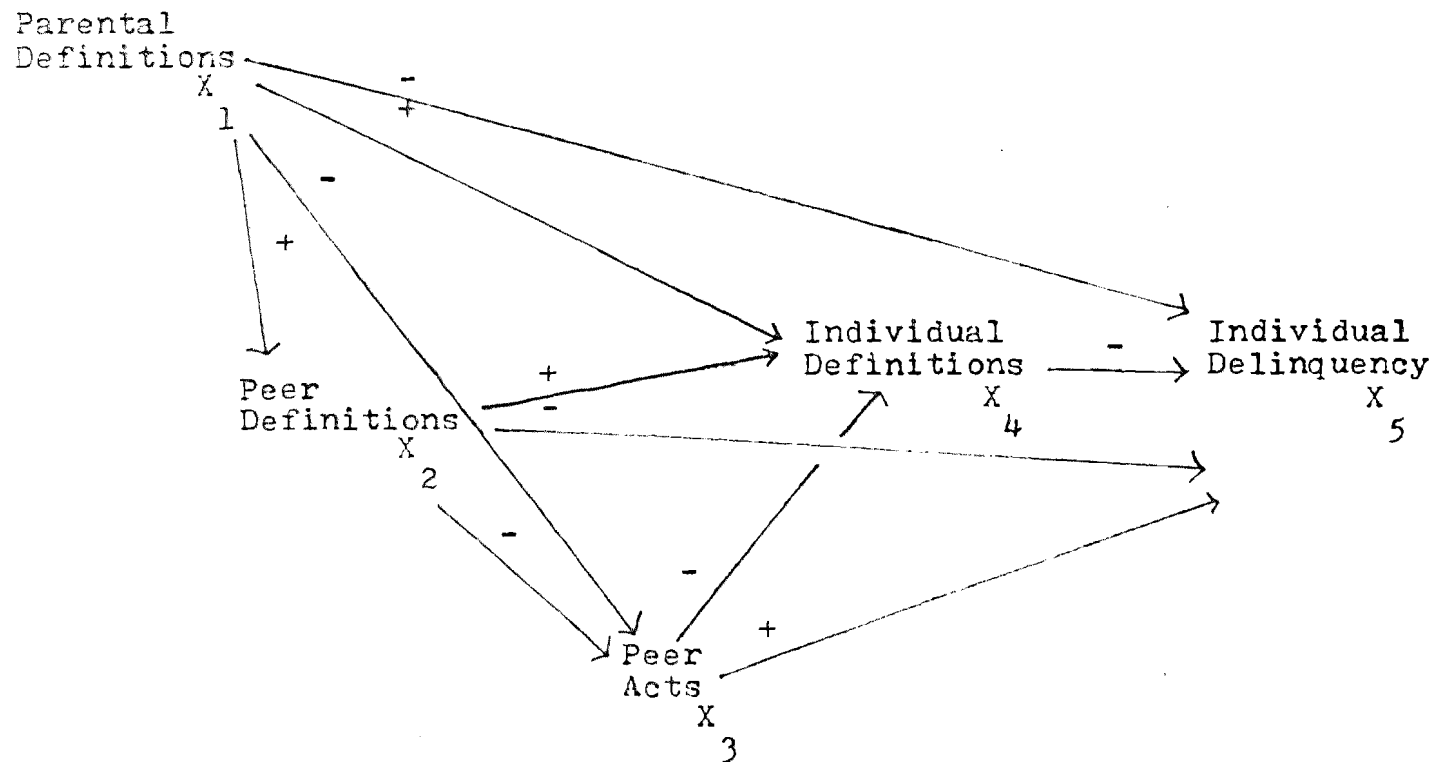 Parental
Definitions
X
1
-
+
-
+
Individual
Definitions
X
4
-
Individual
Delinquency
X
5
Peer
Definitions
X
2
+
-
-
-
+
Peer
Acts
X
3